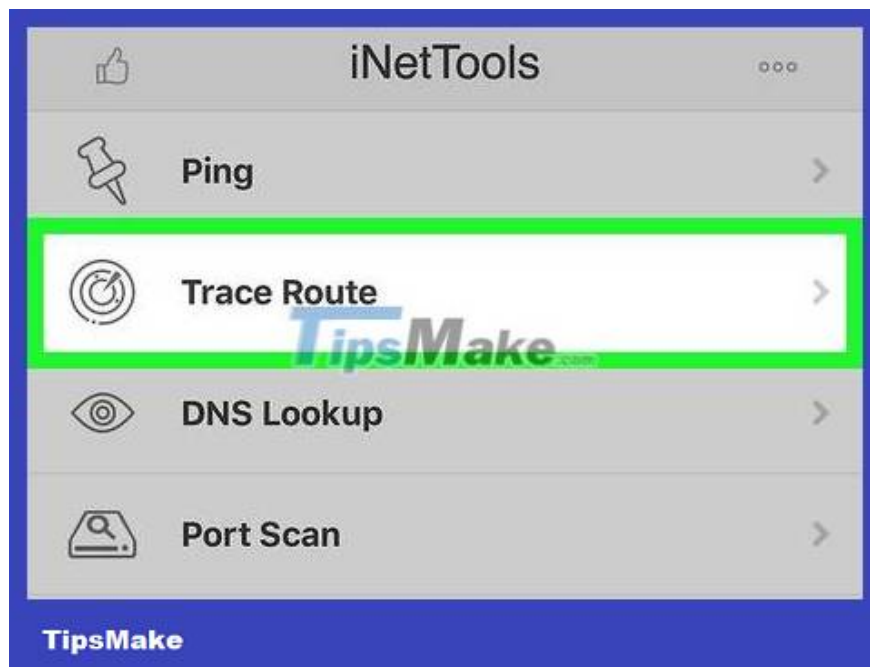 iNetTools
Ping
Trace Route
TipsMake.com
DNS Lookup
Port Scan
TipsMake